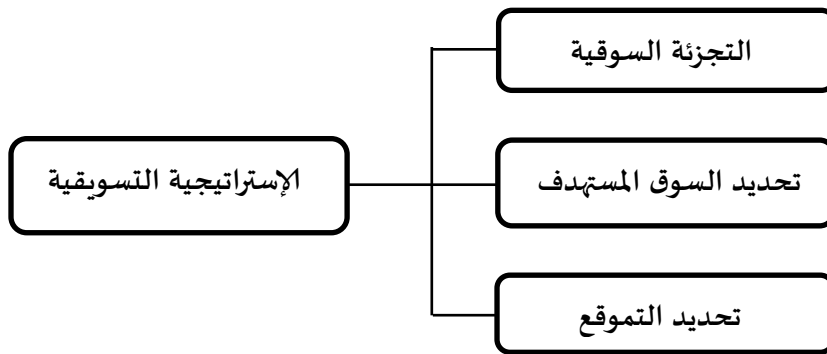 التجزئة السوقية
الإستراتيجية التسويقية
تحديد السوق المستهدف
تحديد التموقع